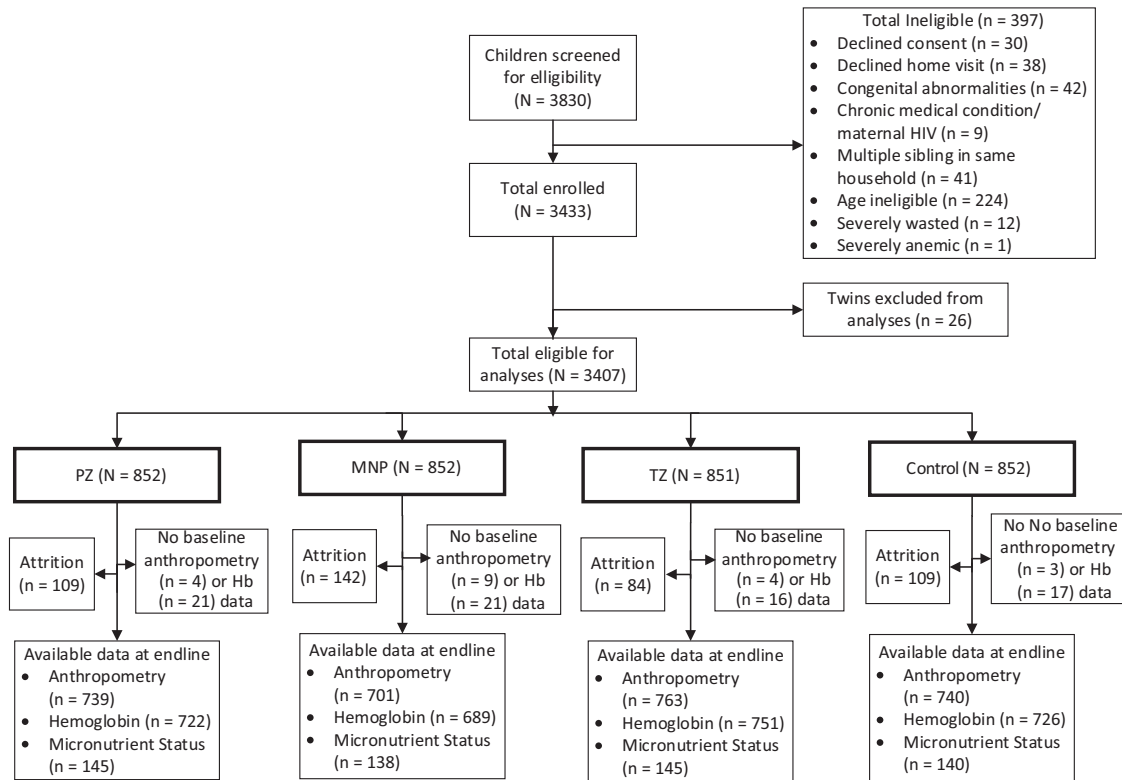 Children screened
for elligibility
(N = 3830)
Total Ineligible (n = 397)
• Declined consent (n = 30)
• Declined home visit (n = 38)
• Congenital abnormalities (n = 42)
• Chronic medical condition/
maternal HIV (n = 9)
• Multiple sibling in same
household (n = 41)
• Age ineligible (n = 224)
• Severely wasted (n = 12)
• Severely anemic (n = 1)
Total enrolled
(N = 3433)
Twins excluded from
analyses (n = 26)
Total eligible for
analyses (N = 3407)
PZ (N = 852)
MNP (N = 852)
TZ (N = 851)
Control (N = 852)
Attrition
(n = 109)
No baseline
anthropometry
(n = 4) or Hb
(n = 21) data
Attrition
(n = 142)
No baseline
anthropometry
(n = 9) or Hb
(n = 21) data
Attrition
(n = 84)
No baseline
anthropometry
(n = 4) or Hb
(n = 16) data
Attrition
(n = 109)
No No baseline
anthropometry
(n = 3) or Hb
(n = 17) data
Available data at endline
• Anthropometry
(n = 739)
• Hemoglobin (n = 722)
• Micronutrient Status
(n = 145)
Available data at endline
• Anthropometry
(n = 701)
• Hemoglobin (n = 689)
• Micronutrient Status
(n = 138)
Available data at endline
• Anthropometry
(n = 763)
• Hemoglobin (n = 751)
• Micronutrient Status
(n = 145)
Available data at endline
• Anthropometry
(n = 740)
• Hemoglobin (n = 726)
• Micronutrient Status
(n = 140)